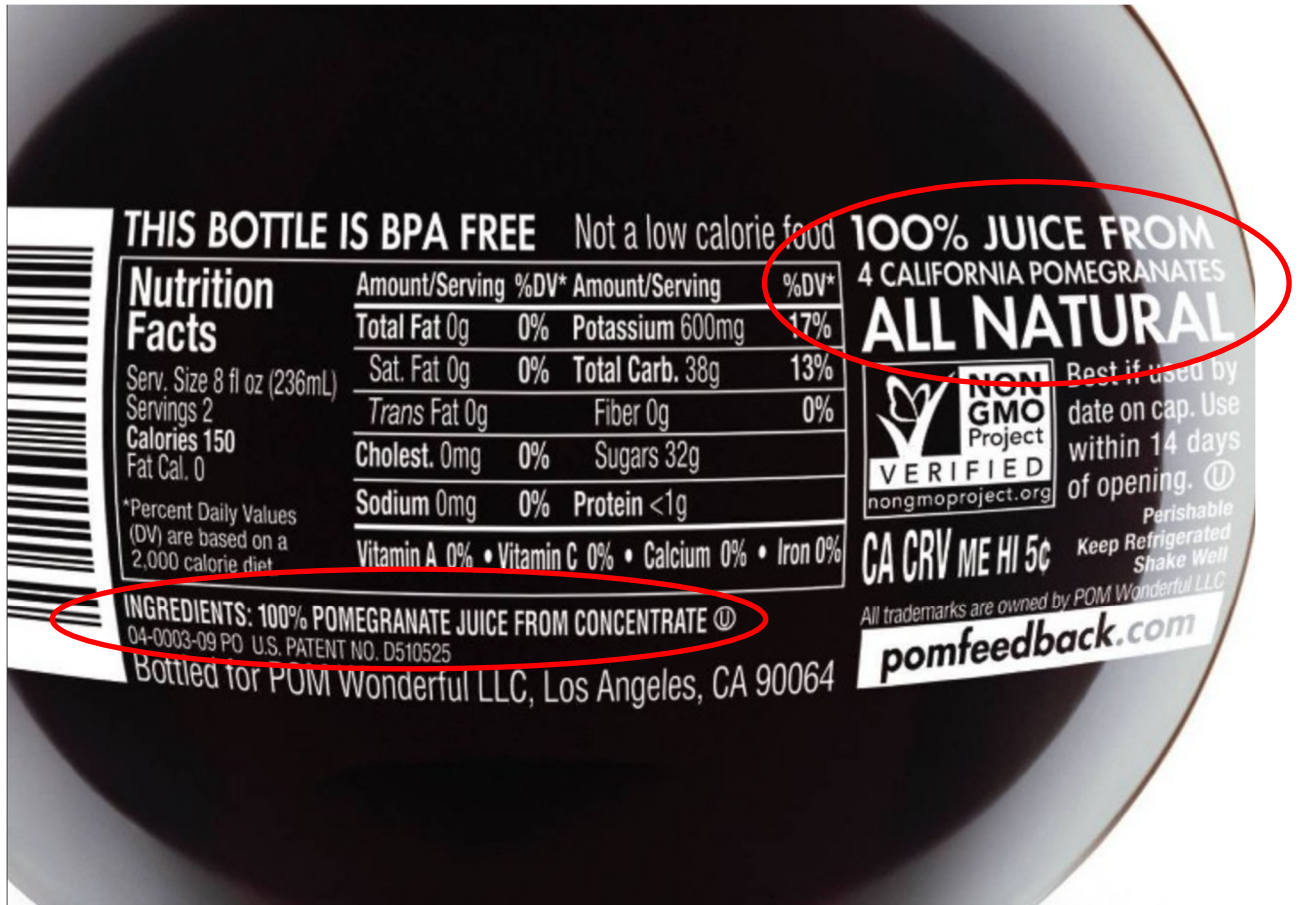 THIS BOTTLE IS BPA FREE Not a low calorie food
Nutrition
Facts
Serv. Size 8 fl oz (236mL)
Servings 2
Calories 150
Fat Cal. 0
*Percent Daily Values
(DV) are based on a
2,000 calorie diet
Amount/Serving %DV* Amount/Serving %DV*
Total Fat 0g 0% Potassium 600mg 17%
Sat. Fat 0g 0% Total Carb. 38g 13%
Trans Fat 0g Fiber 0g 0%
Cholest. 0mg 0% Sugars 32g
Sodium 0mg 0% Protein <1g
Vitamin A 0% • Vitamin C 0% • Calcium 0% • Iron 0%
INGREDIENTS: 100% POMEGRANATE JUICE FROM CONCENTRATE Ⓤ
04-0003-09 PO U.S. PATENT NO. D510525
Bottled for POM Wonderful LLC, Los Angeles, CA 90064
100% JUICE FROM
4 CALIFORNIA POMEGRANATES
ALL NATURAL
NON
GMO
Project
VERIFIED
nongmoproject.org
Best if used by
date on cap. Use
within 14 days
of opening. Ⓤ
CA CRV ME HI 5¢
Perishable
Keep Refrigerated
Shake Well
All trademarks are owned by POM Wonderful LLC
pomfeedback.com